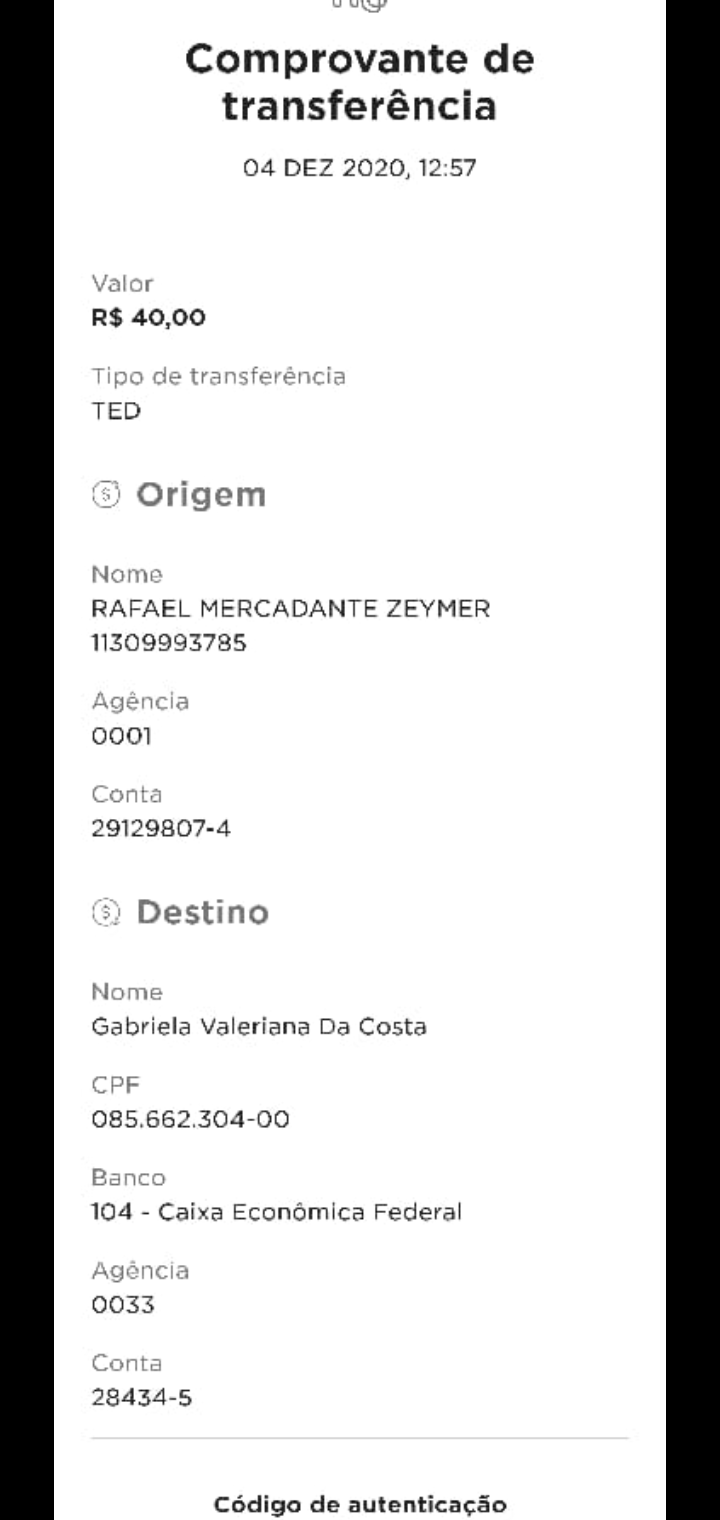 Comprovante de
transferência
04 DEZ 2020, 12:57
Valor
R$ 40,00
Tipo de transferência
TED
Origem
Nome
RAFAEL MERCADANTE ZEYMER
11309993785
Agência
0001
Conta
29129807-4
Destino
Nome
Gabriela Valeriana Da Costa
CPF
085.662.304-00
Banco
104 - Caixa Econômica Federal
Agência
0033
Conta
28434-5
Código de autenticação